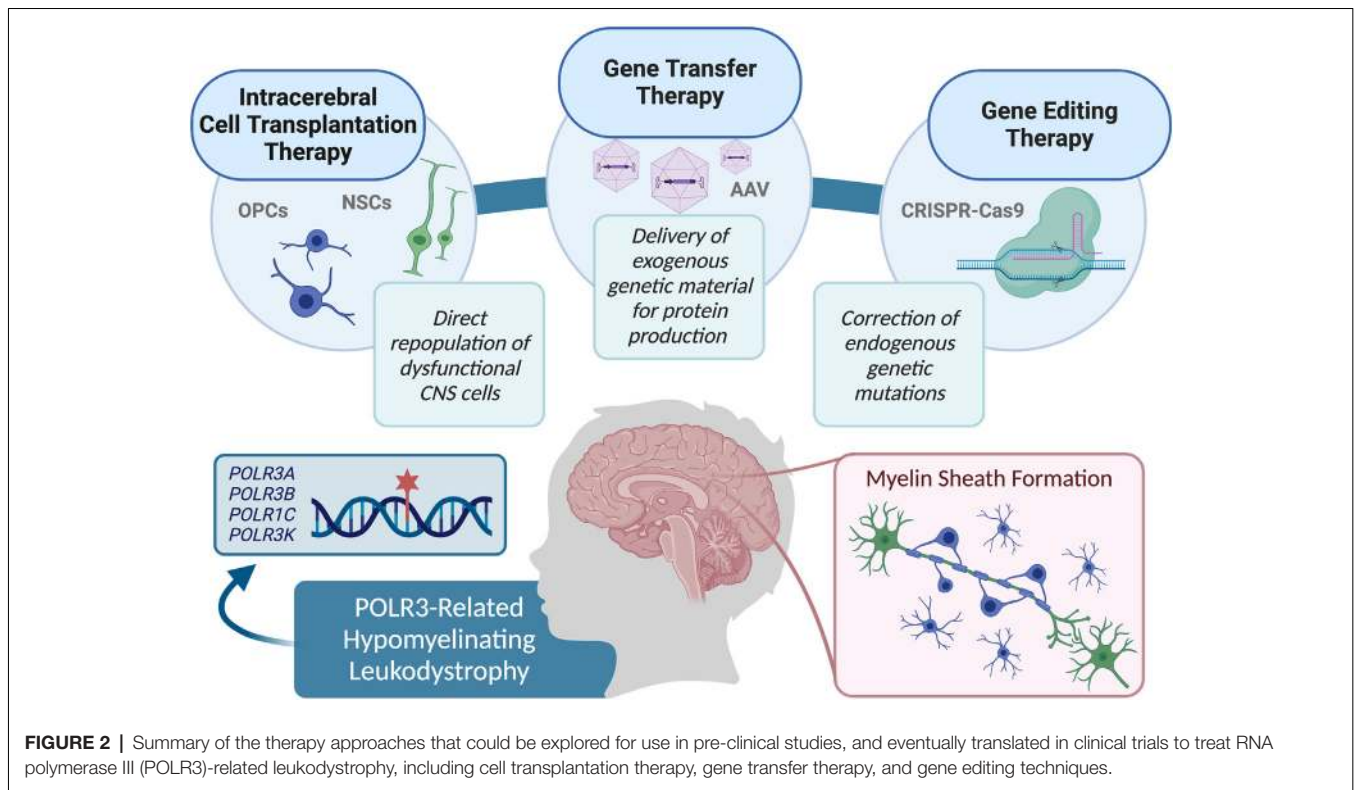 Intracerebral
Cell Transplantation
Therapy
OPCs
NSCs
Direct
repopulation of
dysfunctional
CNS cells
Gene Transfer
Therapy
AAV
Delivery of
exogenous
genetic material
for protein
production
Gene Editing
Therapy
CRISPR-Cas9
Correction of
endogenous
genetic
mutations
POLR3A
POLR3B
POLR1C
POLR3K
POLR3-Related
Hypomyelinating
Leukodystrophy
Myelin Sheath Formation
FIGURE 2 | Summary of the therapy approaches that could be explored for use in pre-clinical studies, and eventually translated in clinical trials to treat RNA
polymerase III (POLR3)-related leukodystrophy, including cell transplantation therapy, gene transfer therapy, and gene editing techniques.